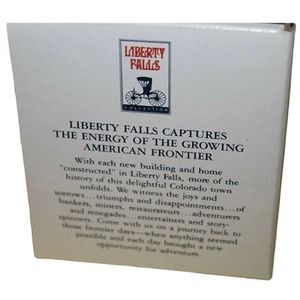 LIBERTY
FALLS
COLLECTION
LIBERTY FALLS CAPTURES
THE ENERGY OF THE GROWING
AMERICAN FRONTIER
With each new building and home
"constructed" in Liberty Falls, more of the
history of this delightful Colorado town
unfolds. We witness the joys and
sorrows...triumphs and disappointments...of
bankers, miners, restaurateurs...adventurers
and renegades...entertainers and story-
spinners. Come with us on a journey back to
those frontier days—when anything seemed
possible and each day brought a new
opportunity for adventure.